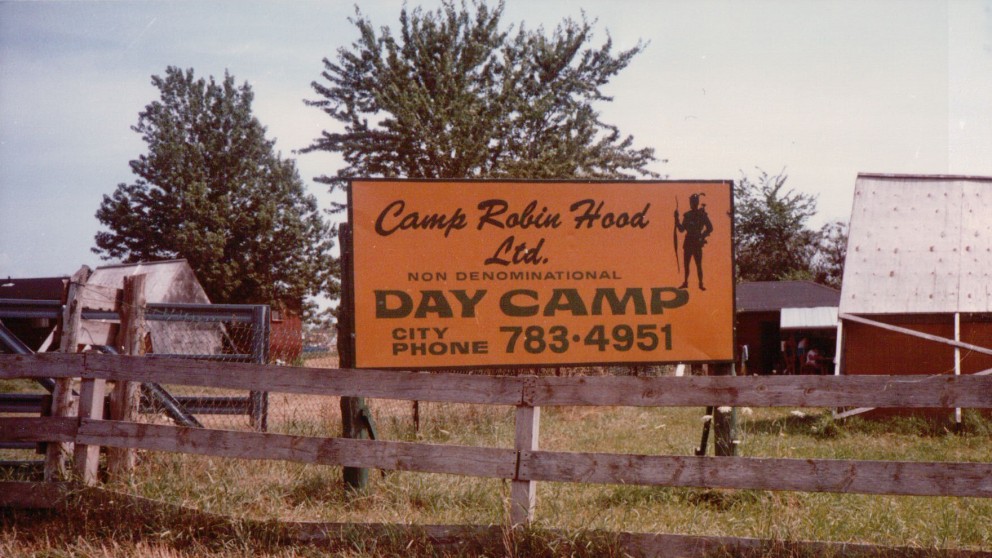 Camp Robin Hood
Ltd.
NON DENOMINATIONAL
DAY CAMP
CITY PHONE 783•4951